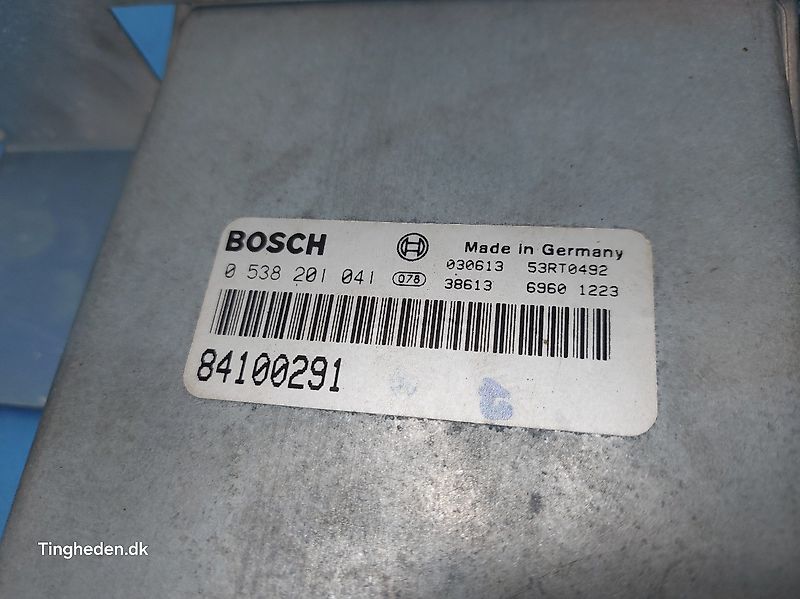 BOSCH
Made in Germany
0 538 201 041 078
030613 53RT0492
38613 6960 1223
84100291
Tingheden.dk